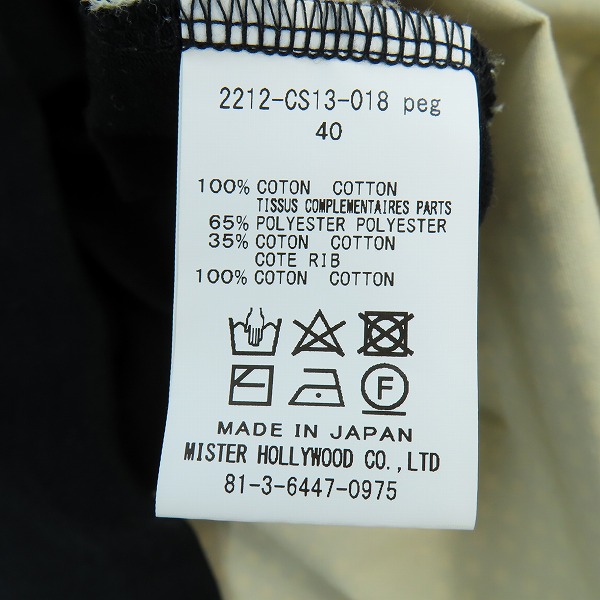 2212-CS13-018 peg
40
100% COTON COTTON
TISSUS COMPLEMENTAIRES PARTS
65% POLYESTER POLYESTER
35% COTON COTTON
COTE RIB
100% COTON COTTON
F
MADE IN JAPAN
MISTER HOLLYWOOD CO.,LTD
81-3-6447-0975